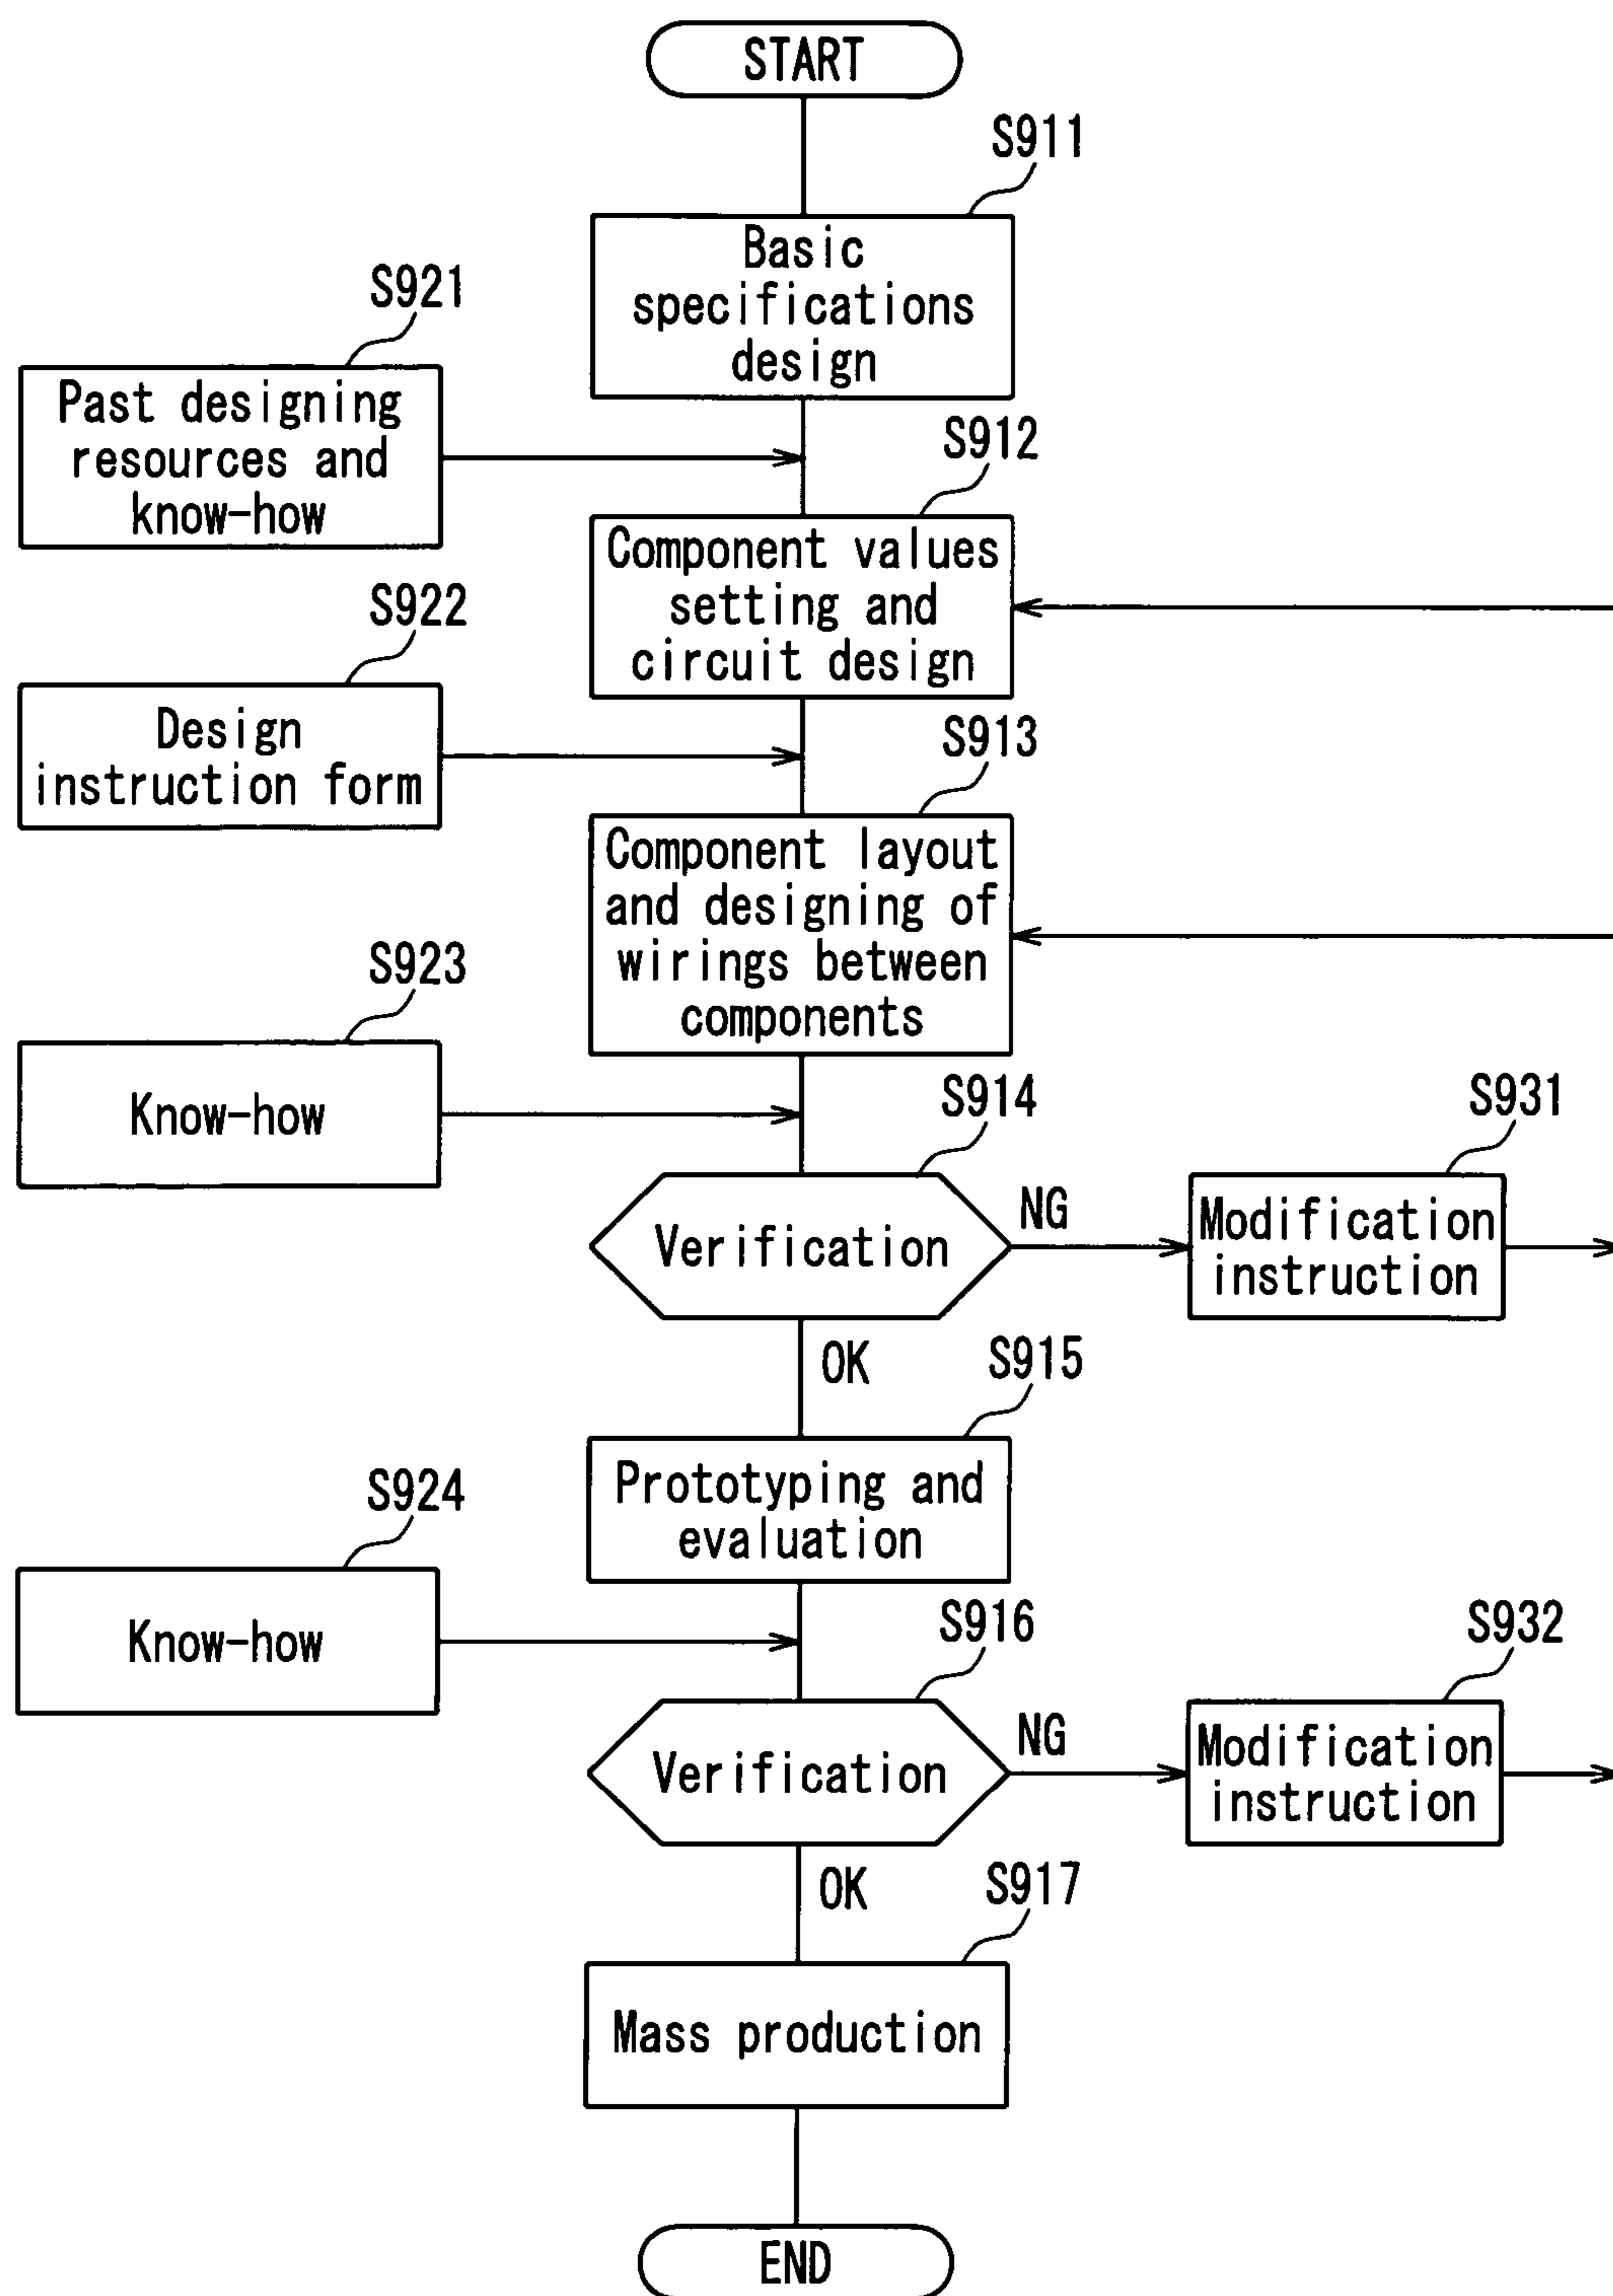 START
S911
Basic
specifications
design
S921
Past designing
resources and
know-how
S912
Component values
setting and
circuit design
S922
Design
instruction form
S913
Component layout
and designing of
wirings between
components
S923
Know-how
S914
Verification
NG
S931
Modification
instruction
OK
S915
Prototyping and
evaluation
S924
Know-how
S916
Verification
NG
S932
Modification
instruction
OK
S917
Mass production
END